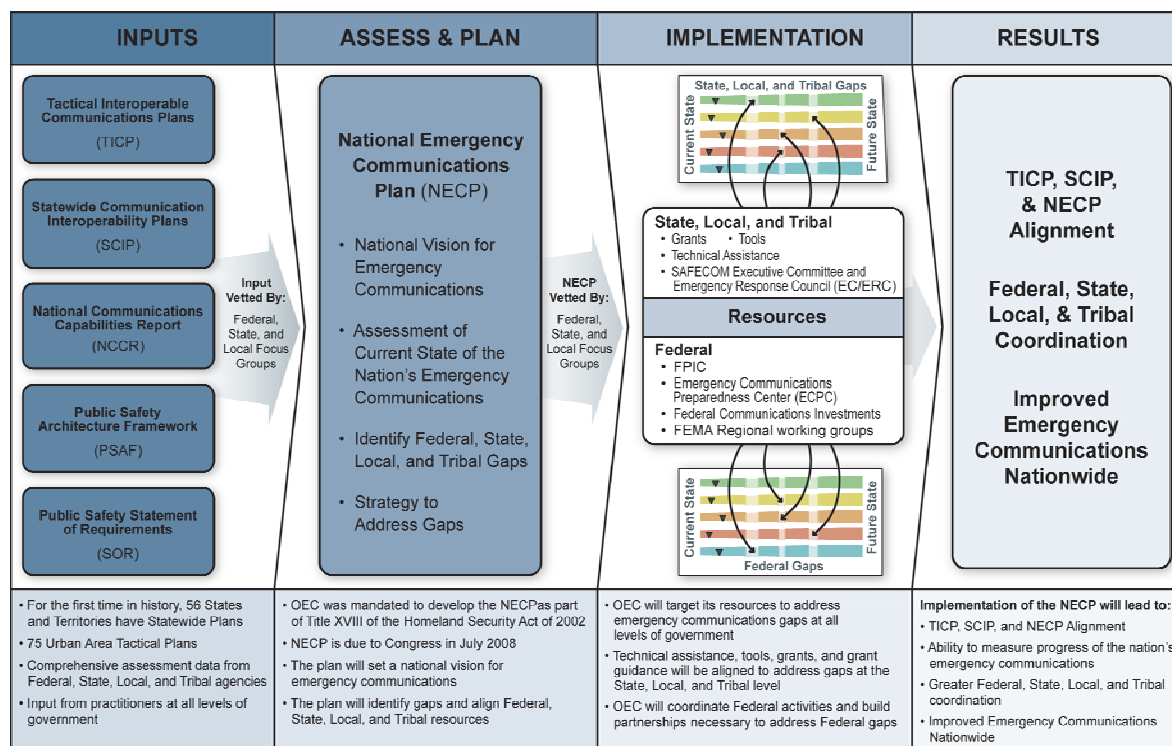 INPUTS
ASSESS & PLAN
IMPLEMENTATION
RESULTS
Tactical Interoperable
Communications Plans
(TICP)
Statewide Communication
Interoperability Plans
(SCIP)
National Communications
Capabilities Report
(NCCR)
Public Safety
Architecture Framework
(PSAF)
Public Safety Statement
of Requirements
(SOR)
Input
Vetted By:
Federal,
State, and
Local Focus
Groups
National Emergency
Communications
Plan (NECP)
• National Vision for
Emergency
Communications
• Assessment of
Current State of the
Nation's Emergency
Communications
• Identify Federal, State,
Local, and Tribal Gaps
• Strategy to
Address Gaps
NECP
Vetted By:
Federal,
State, and
Local Focus
Groups
State, Local, and Tribal Gaps
Current State
Future State
State, Local, and Tribal
• Grants • Tools
• Technical Assistance
• SAFECOM Executive Committee and
Emergency Response Council (EC/ERC)
Resources
Federal
• FPIC
• Emergency Communications
Preparedness Center (ECPC)
• Federal Communications Investments
• FEMA Regional working groups
Current State
Future State
Federal Gaps
TICP, SCIP,
& NECP
Alignment
Federal, State,
Local, & Tribal
Coordination
Improved
Emergency
Communications
Nationwide
• For the first time in history, 56 States
and Territories have Statewide Plans
• 75 Urban Area Tactical Plans
• Comprehensive assessment data from
Federal, State, Local, and Tribal agencies
• Input from practitioners at all levels of
government
• OEC was mandated to develop the NECPas part
of Title XVIII of the Homeland Security Act of 2002
• NECP is due to Congress in July 2008
• The plan will set a national vision for
emergency communications
• The plan will identify gaps and align Federal,
State, Local, and Tribal resources
• OEC will target its resources to address
emergency communications gaps at all
levels of government
• Technical assistance, tools, grants, and grant
guidance will be aligned to address gaps at the
State, Local, and Tribal level
• OEC will coordinate Federal activities and build
partnerships necessary to address Federal gaps
Implementation of the NECP will lead to:
• TICP, SCIP, and NECP Alignment
• Ability to measure progress of the nation's
emergency communications
• Greater Federal, State, Local, and Tribal
coordination
• Improved Emergency Communications
Nationwide